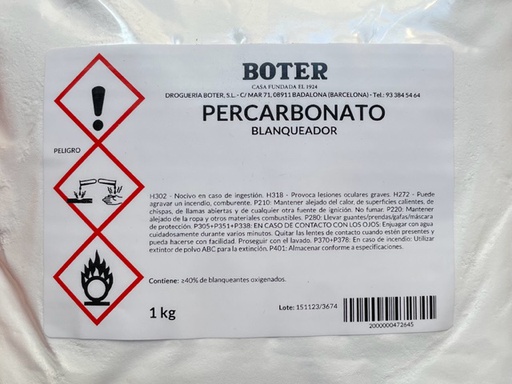 BOTER
CASA FUNDADA EL 1924
DROGUERIA BOTER, S.L. - C/ MAR 71, 08911 BADALONA (BARCELONA) - Tel.: 93 384 54 64
PERCARBONATO
BLANQUEADOR
PELIGRO
H302 - Nocivo en caso de ingestión. H318 - Provoca lesiones oculares graves. H272 - Puede
agravar un incendio, comburente. P210: Mantener alejado del calor, de superficies calientes, de
chispas, de llamas abiertas y de cualquier otra fuente de ignición. No fumar. P220: Mantener
alejado de la ropa y otros materiales combustibles. P280: Llevar guantes/prendas/gafas/máscara
de protección. P305+P351+P338: EN CASO DE CONTACTO CON LOS OJOS: Enjuagar con agua
cuidadosamente durante varios minutos. Quitar las lentes de contacto cuando estén presentes y
pueda hacerse con facilidad. Proseguir con el lavado. P370+P378: En caso de incendio: Utilizar
extintor de polvo ABC para la extinción. P401: Almacenar conforme a especificaciones.
Contiene: ≥40% de blanqueantes oxigenados.
Lote: 151123/3674
1 kg
2000000472645